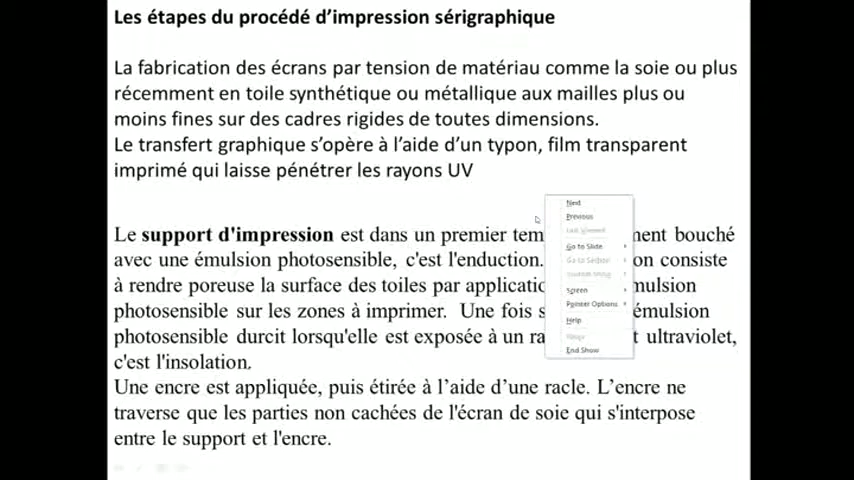 Les étapes du procédé d’impression sérigraphique
La fabrication des écrans par tension de matériau comme la soie ou plus
récemment en toile synthétique ou métallique aux mailles plus ou
moins fines sur des cadres rigides de toutes dimensions.
Le transfert graphique s’opère à l’aide d’un typon, film transparent
imprimé qui laisse pénétrer les rayons UV
Le support d'impression est dans un premier tem ment bouché
avec une émulsion photosensible, c'est l'enduction. on consiste
à rendre poreuse la surface des toiles par applicatio mulsion
photosensible sur les zones à imprimer. Une fois s émulsion
photosensible durcit lorsqu'elle est exposée à un ra t ultraviolet,
c'est l'insolation.
Une encre est appliquée, puis étirée à l’aide d’une racle. L’encre ne
traverse que les parties non cachées de l'écran de soie qui s'interpose
entre le support et l'encre.
Next
Previous
Last Viewed
Go to Slide
Go to Section
Screen
Pointer Options
Help
End Show